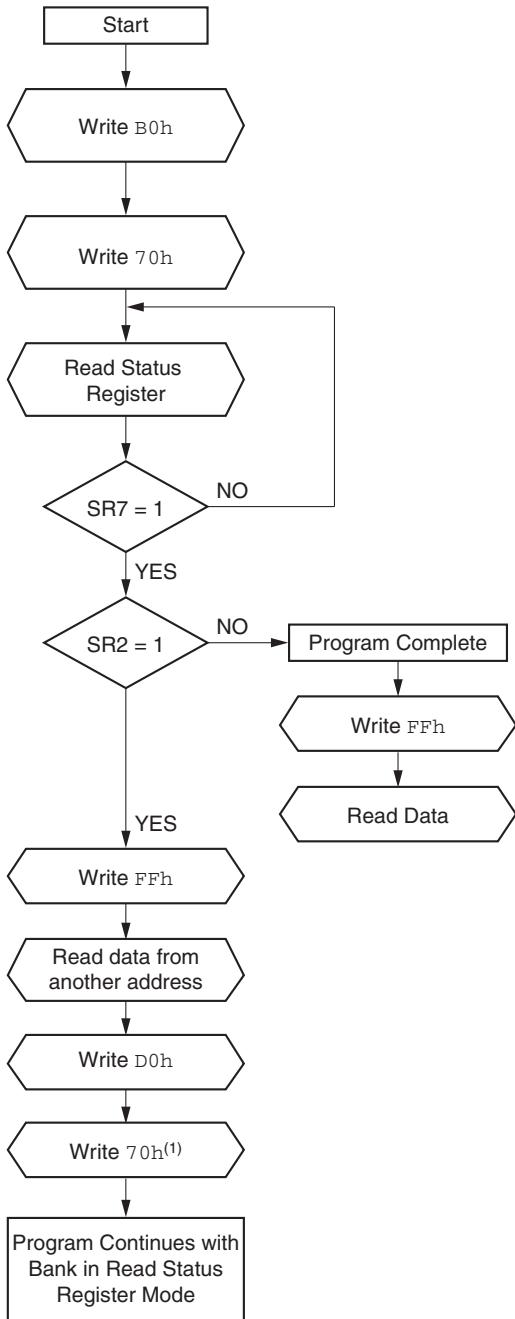 Start
Write B0h
Write 70h
Read Status
Register
SR7 = 1
NO
YES
SR2 = 1
NO
Program Complete
Write FFh
Read Data
YES
Write FFh
Read data from
another address
Write D0h
Write 70h(1)
Program Continues with
Bank in Read Status
Register Mode